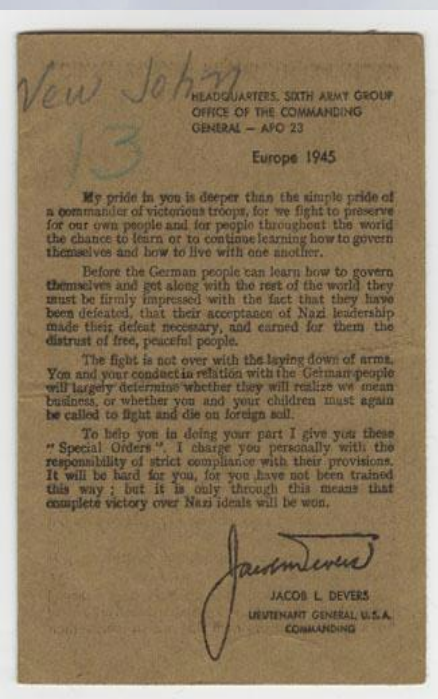 New John
13
HEADQUARTERS, SIXTH ARMY GROUP
OFFICE OF THE COMMANDING
GENERAL — APO 23
Europe 1945
My pride in you is deeper than the simple pride of
a commander of victorious troops, for we fight to preserve
for our own people and for people throughout the world
the chance to learn or to continue learning how to govern
themselves and how to live with one another.
Before the German people can learn how to govern
themselves and get along with the rest of the world they
must be firmly impressed with the fact that they have
been defeated, that their acceptance of Nazi leadership
made their defeat necessary, and earned for them the
distrust of free, peaceful people.
The fight is not over with the laying down of arms.
You and your conduct in relation with the German people
will largely determine whether they will realize we mean
business, or whether you and your children must again
be called to fight and die on foreign soil.
To help you in doing your part I give you these
" Special Orders ". I charge you personally with the
responsibility of strict compliance with their provisions.
It will be hard for you, for you have not been trained
this way ; but it is only through this means that
complete victory over Nazi ideals will be won.
Jacob L Devers
JACOB L. DEVERS
LIEUTENANT GENERAL, U.S.A.
COMMANDING